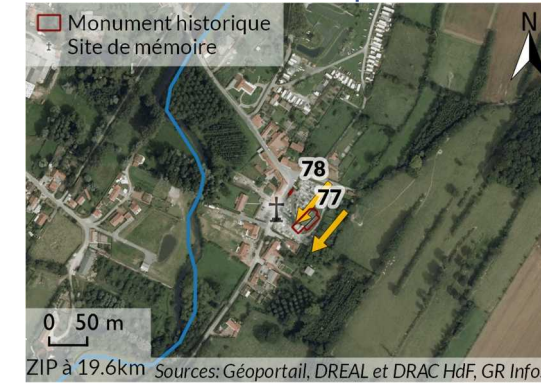 Monument historique
Site de mémoire
N
78
77
0 50 m
ZIP à 19.6km
Sources: Géoportail, DREAL et DRAC HdF, GR Info